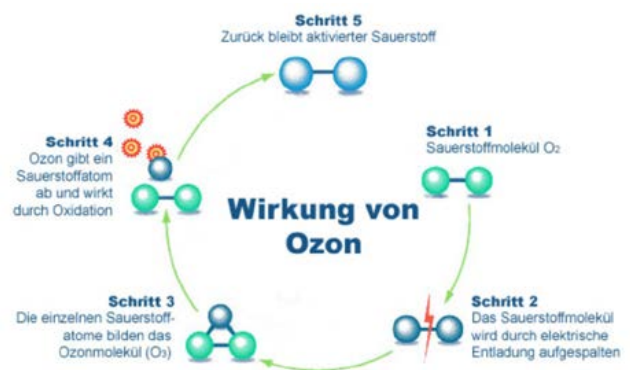 Schritt 5
Zurück bleibt aktivierter Sauerstoff
Schritt 1
Sauerstoffmolekül O₂
Schritt 4
Ozon gibt ein
Sauerstoffatom
ab und wirkt
durch Oxidation
Wirkung von
Ozon
Schritt 3
Die einzelnen Sauerstoff-
atome bilden das
Ozonmolekül (O₃)
Schritt 2
Das Sauerstoffmolekül
wird durch elektrische
Entladung aufgespalten